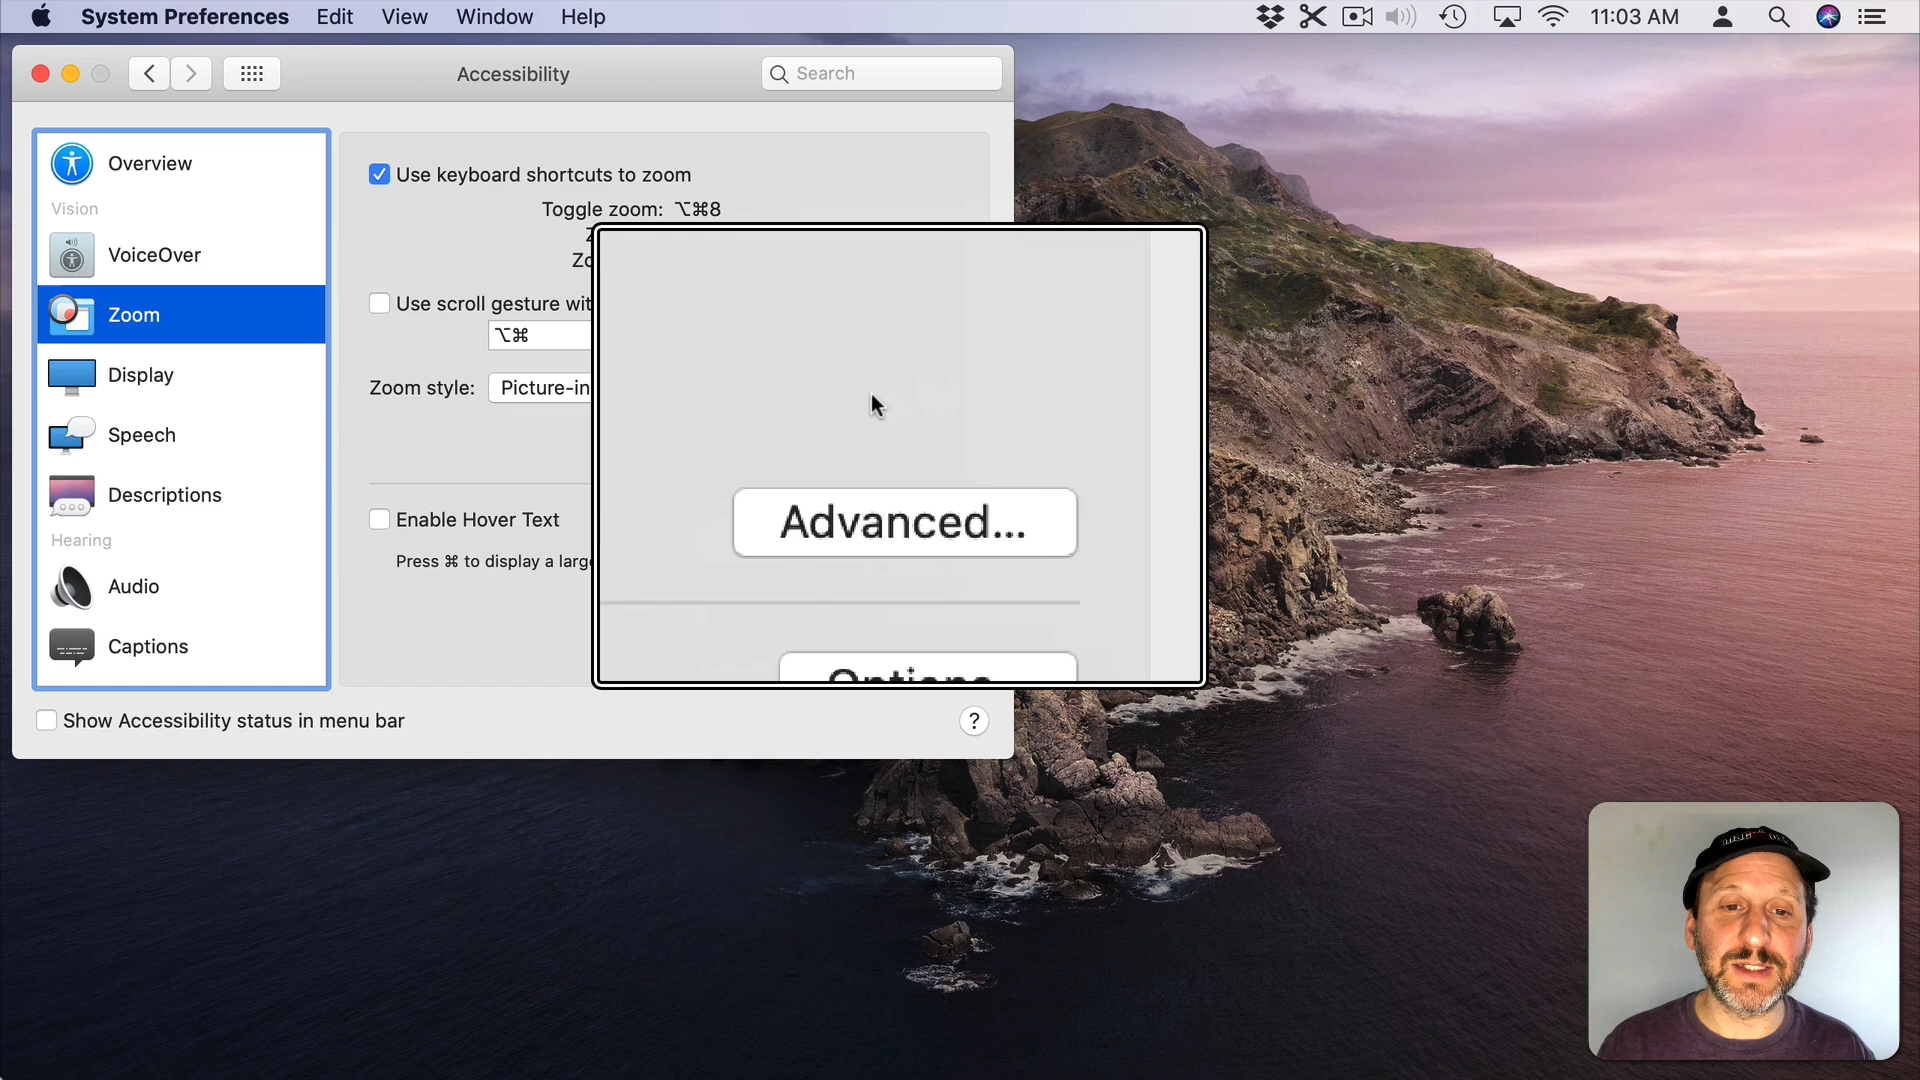 System Preferences Edit View Window Help 11:03 AM
Accessibility
Search
Overview
Vision
VoiceOver
Zoom
Display
Speech
Descriptions
Hearing
Audio
Captions
Use keyboard shortcuts to zoom
Toggle zoom: ⌥⌘8
Use scroll gesture
⌥⌘
Zoom style: Picture-in
Enable Hover Text
Press ⌘ to display a
Advanced...
Options
Show Accessibility status in menu bar
?